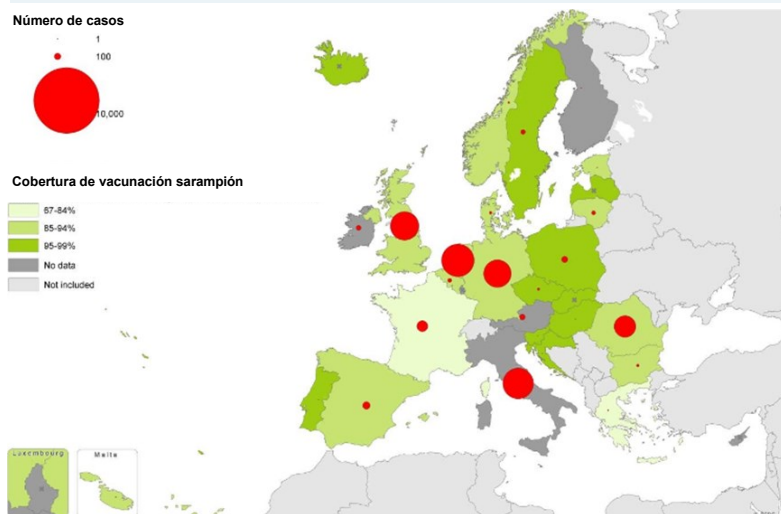 Número de casos
1
100
10,000
Cobertura de vacunación sarampión
67-84%
85-94%
95-99%
No data
Not included
Luxembourg
Malta